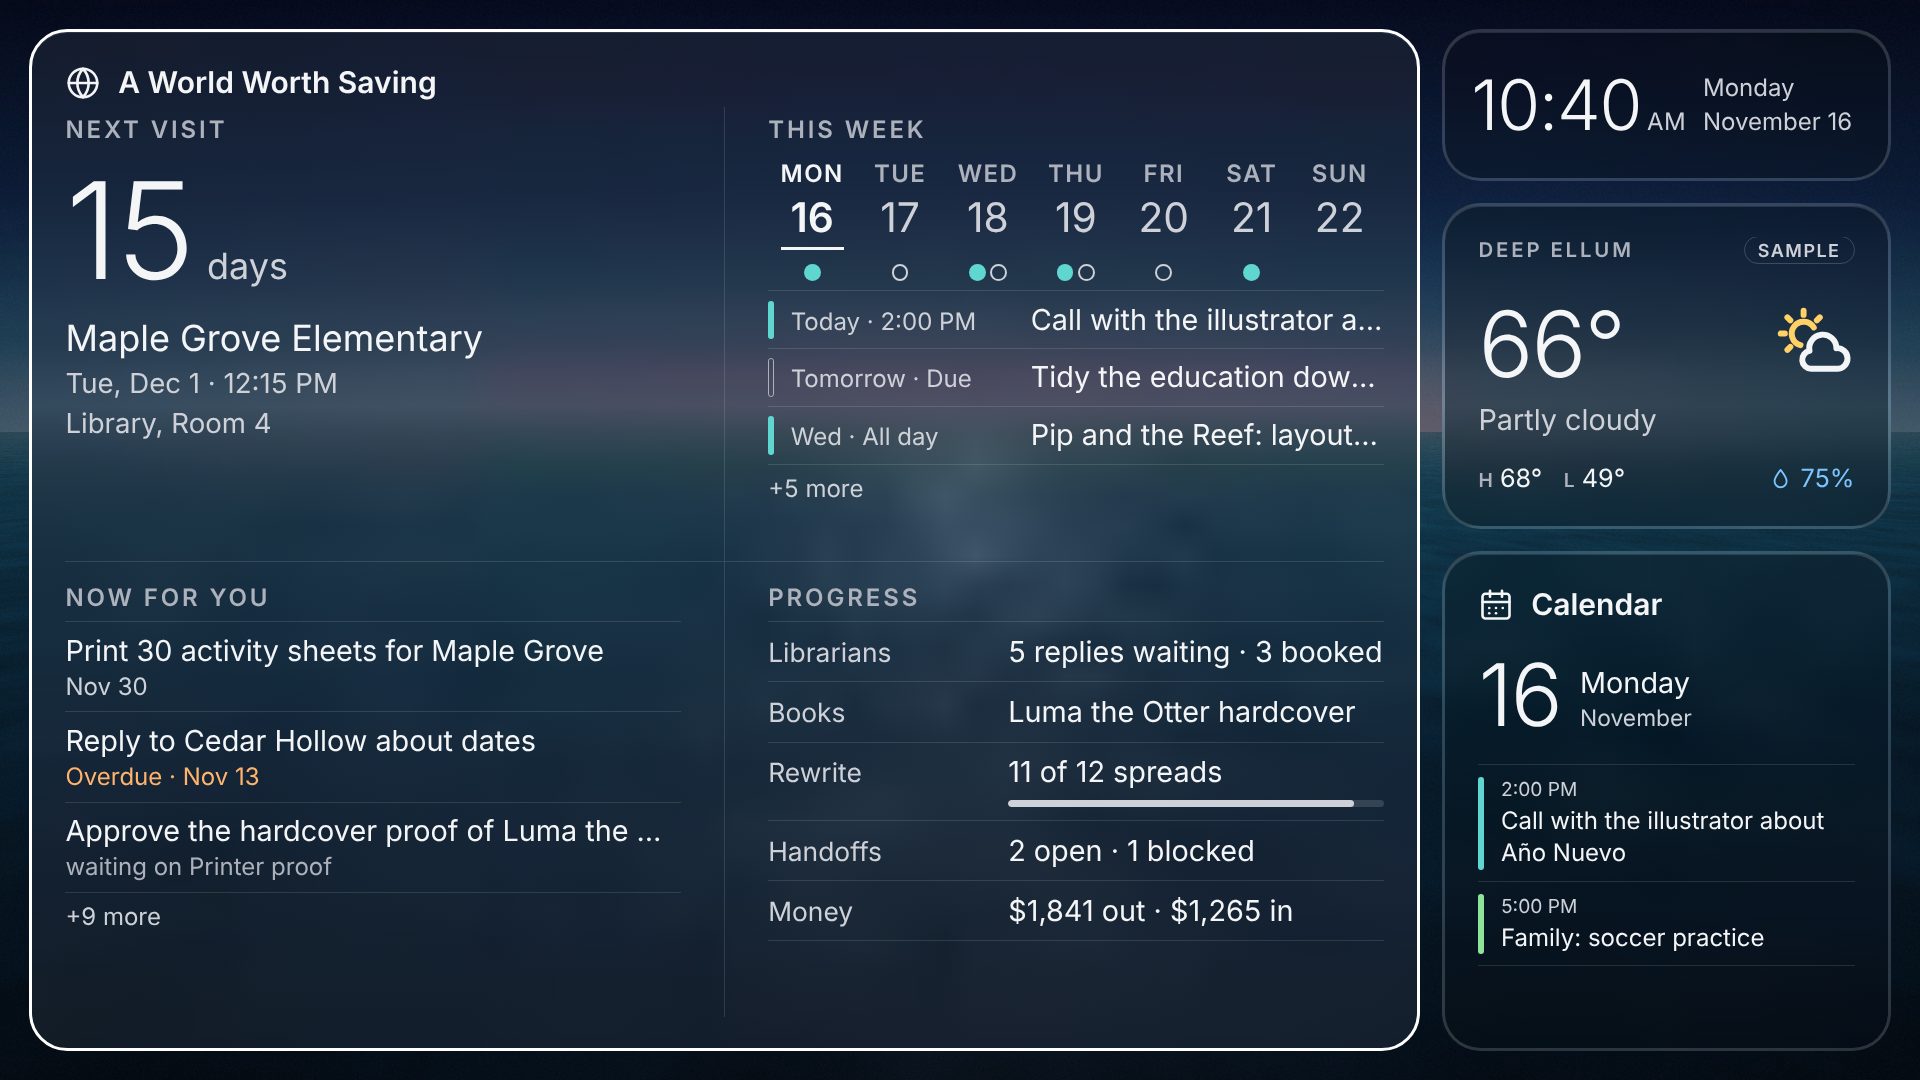 A World Worth Saving
NEXT VISIT
15 days
Maple Grove Elementary
Tue, Dec 1 · 12:15 PM
Library, Room 4
THIS WEEK
MON TUE WED THU FRI SAT SUN
16 17 18 19 20 21 22
Today · 2:00 PM Call with the illustrator a...
Tomorrow · Due Tidy the education dow...
Wed · All day Pip and the Reef: layout...
+5 more
NOW FOR YOU
Print 30 activity sheets for Maple Grove
Nov 30
Reply to Cedar Hollow about dates
Overdue · Nov 13
Approve the hardcover proof of Luma the ...
waiting on Printer proof
+9 more
PROGRESS
Librarians 5 replies waiting · 3 booked
Books Luma the Otter hardcover
Rewrite 11 of 12 spreads
Handoffs 2 open · 1 blocked
Money $1,841 out · $1,265 in
10:40 AM
Monday
November 16
DEEP ELLUM SAMPLE
66°
Partly cloudy
H 68° L 49° 75%
Calendar
16
Monday
November
2:00 PM
Call with the illustrator about
Año Nuevo
5:00 PM
Family: soccer practice